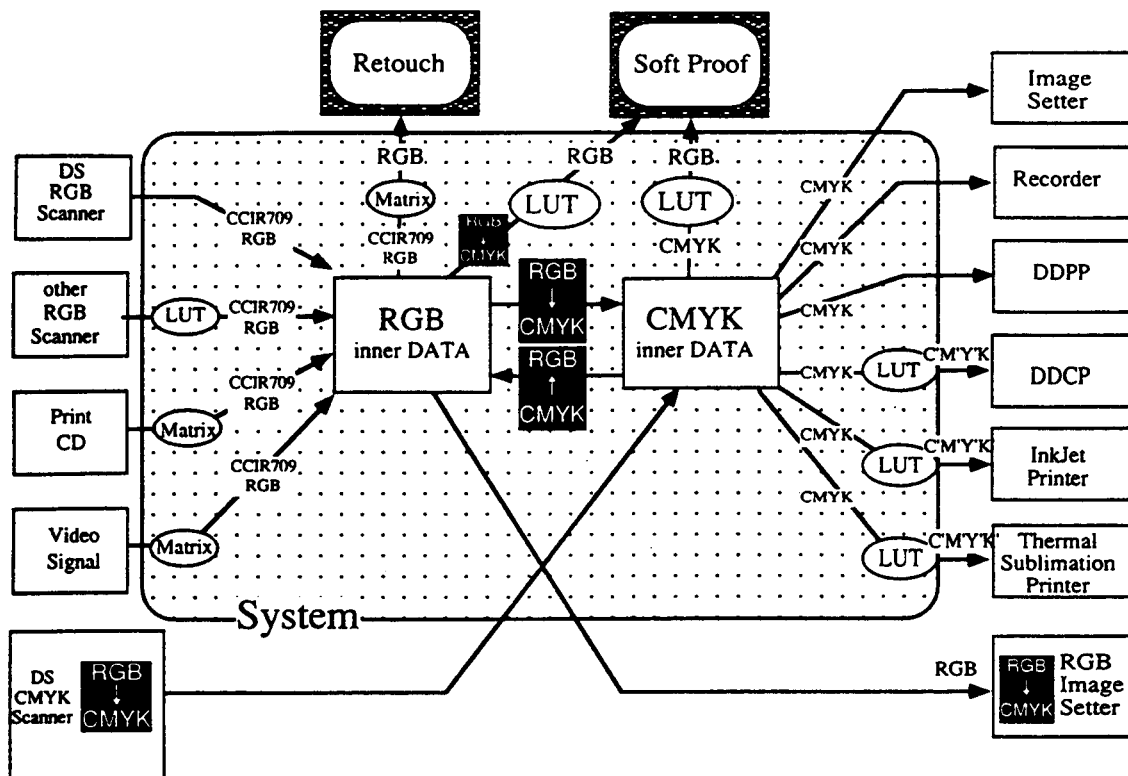 Retouch
Soft Proof
Image
Setter
Recorder
DDPP
DDCP
InkJet
Printer
Thermal
Sublimation
Printer
RGB
RGB
Image
Setter
RGB
↓
CMYK
DS
RGB
Scanner
other
RGB
Scanner
Print
CD
Video
Signal
DS
CMYK
Scanner
RGB
↓
CMYK
System
CCIR709
RGB
LUT
CCIR709
RGB
Matrix
CCIR709
RGB
Matrix
CCIR709
RGB
RGB
Matrix
CCIR709
RGB
RGB
↓
CMYK
LUT
RGB
RGB
LUT
CMYK
RGB
inner DATA
RGB
↓
CMYK
RGB
↑
CMYK
CMYK
inner DATA
CMYK
CMYK
CMYK
CMYK
LUT
C'M'Y'K'
CMYK
LUT
C'M'Y'K'
CMYK
LUT
C'M'Y'K'